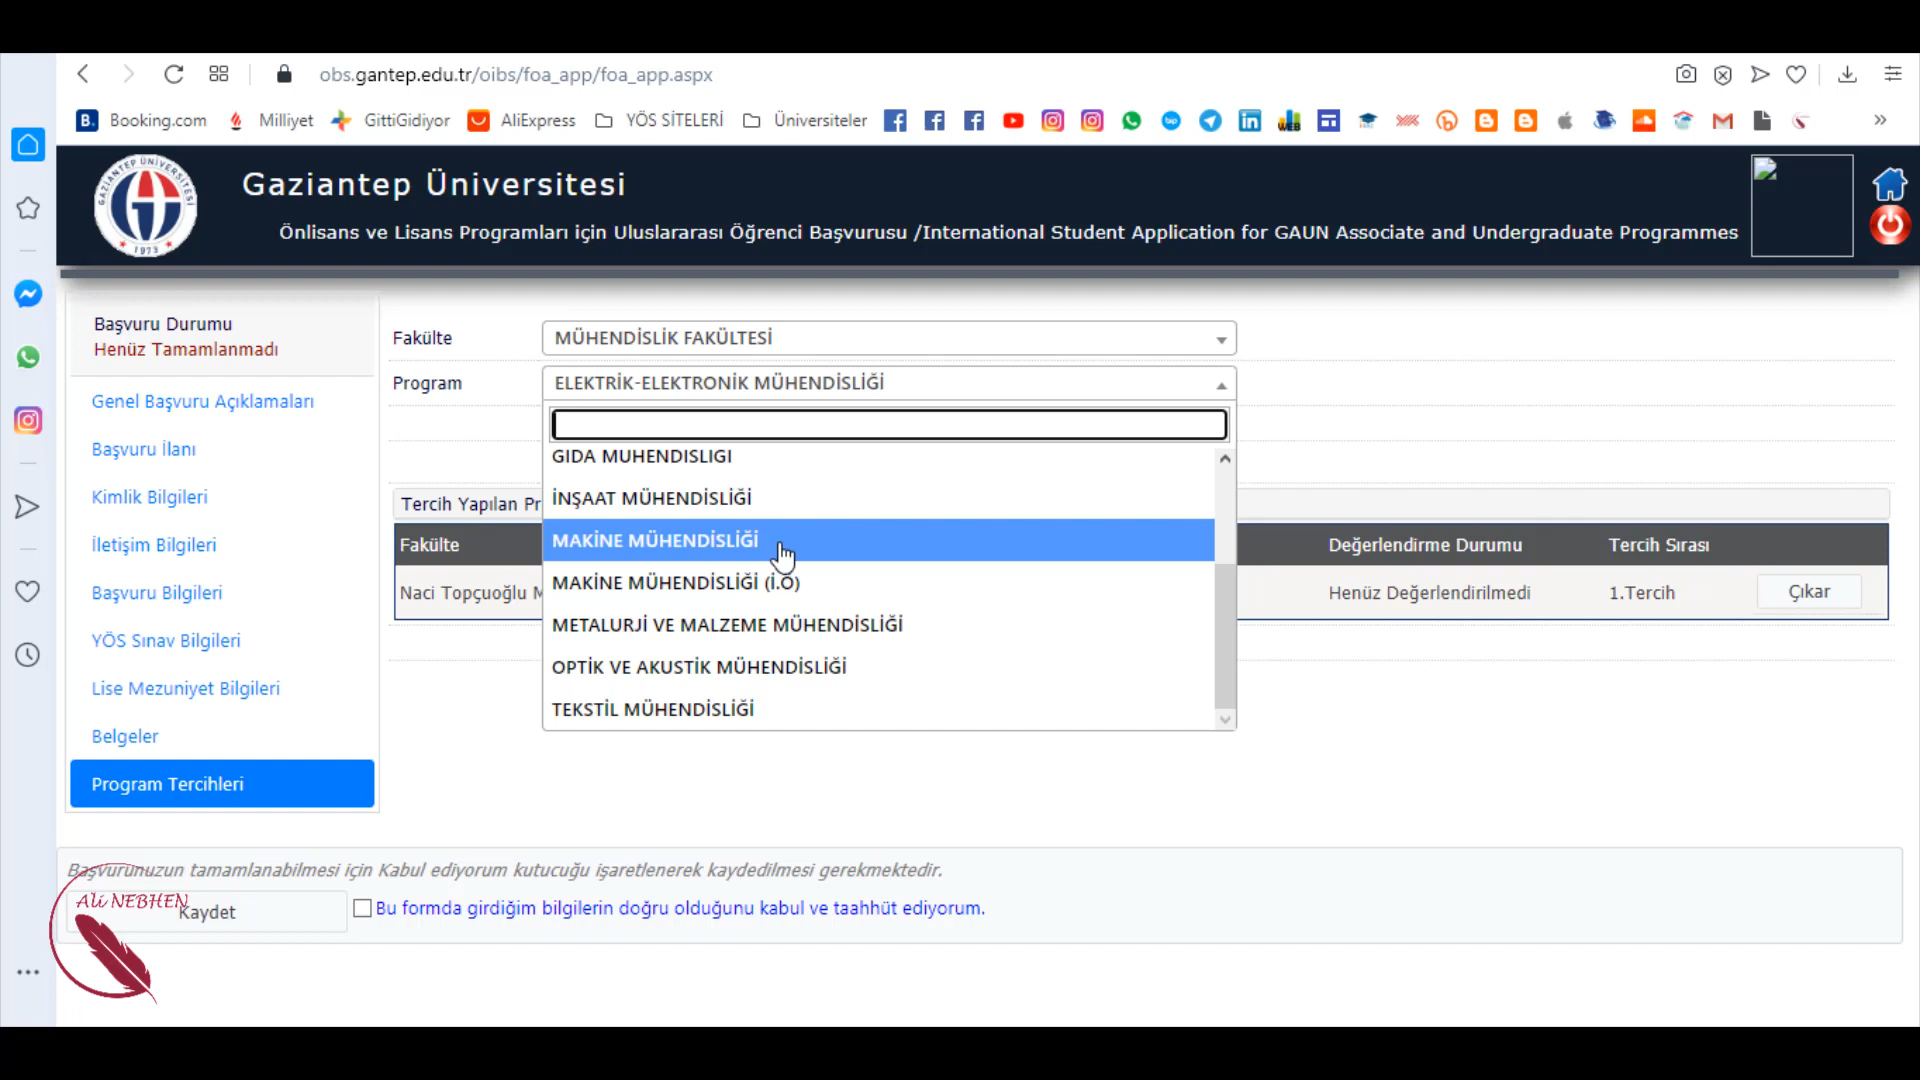 obs.gantep.edu.tr/oibs/foa_app/foa_app.aspx
B. Booking.com Milliyet GittiGidiyor AliExpress YÖS SİTELERİ Üniversiteler
GAZİANTEP ÜNİVERSİTESİ
1973
Gaziantep Üniversitesi
Önlisans ve Lisans Programları için Uluslararası Öğrenci Başvurusu /International Student Application for GAUN Associate and Undergraduate Programmes
Başvuru Durumu
Henüz Tamamlanmadı
Genel Başvuru Açıklamaları
Başvuru İlanı
Kimlik Bilgileri
İletişim Bilgileri
Başvuru Bilgileri
YÖS Sınav Bilgileri
Lise Mezuniyet Bilgileri
Belgeler
Program Tercihleri
Fakülte MÜHENDİSLİK FAKÜLTESİ
Program ELEKTRİK-ELEKTRONİK MÜHENDİSLİĞİ
GIDA MUHENDISLIGI
İNŞAAT MÜHENDİSLİĞİ
MAKİNE MÜHENDİSLİĞİ
MAKİNE MÜHENDİSLİĞİ (İ.Ö)
METALURJİ VE MALZEME MÜHENDİSLİĞİ
OPTİK VE AKUSTİK MÜHENDİSLİĞİ
TEKSTİL MÜHENDİSLİĞİ
Tercih Yapılan Pr
Fakülte Değerlendirme Durumu Tercih Sırası
Naci Topçuoğlu M Henüz Değerlendirilmedi 1.Tercih Çıkar
Başvurunuzun tamamlanabilmesi için Kabul ediyorum kutucuğu işaretlenerek kaydedilmesi gerekmektedir.
Kaydet Bu formda girdiğim bilgilerin doğru olduğunu kabul ve taahhüt ediyorum.
Ali NEBHEN